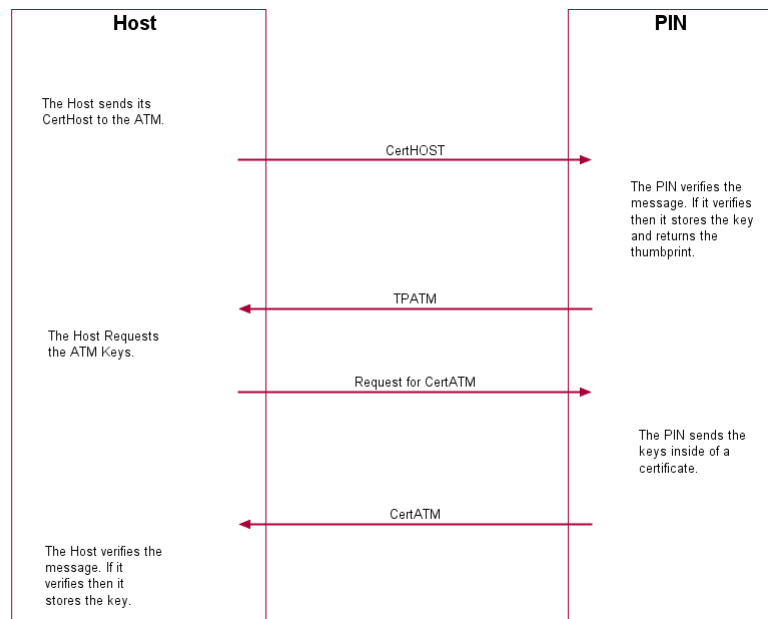 Host
PIN
The Host sends its
CertHost to the ATM.
CertHOST
The PIN verifies the
message. If it verifies
then it stores the key
and returns the
thumbprint.
TPATM
The Host Requests
the ATM Keys.
Request for CertATM
The PIN sends the
keys inside of a
certificate.
CertATM
The Host verifies the
message. If it
verifies then it
stores the key.